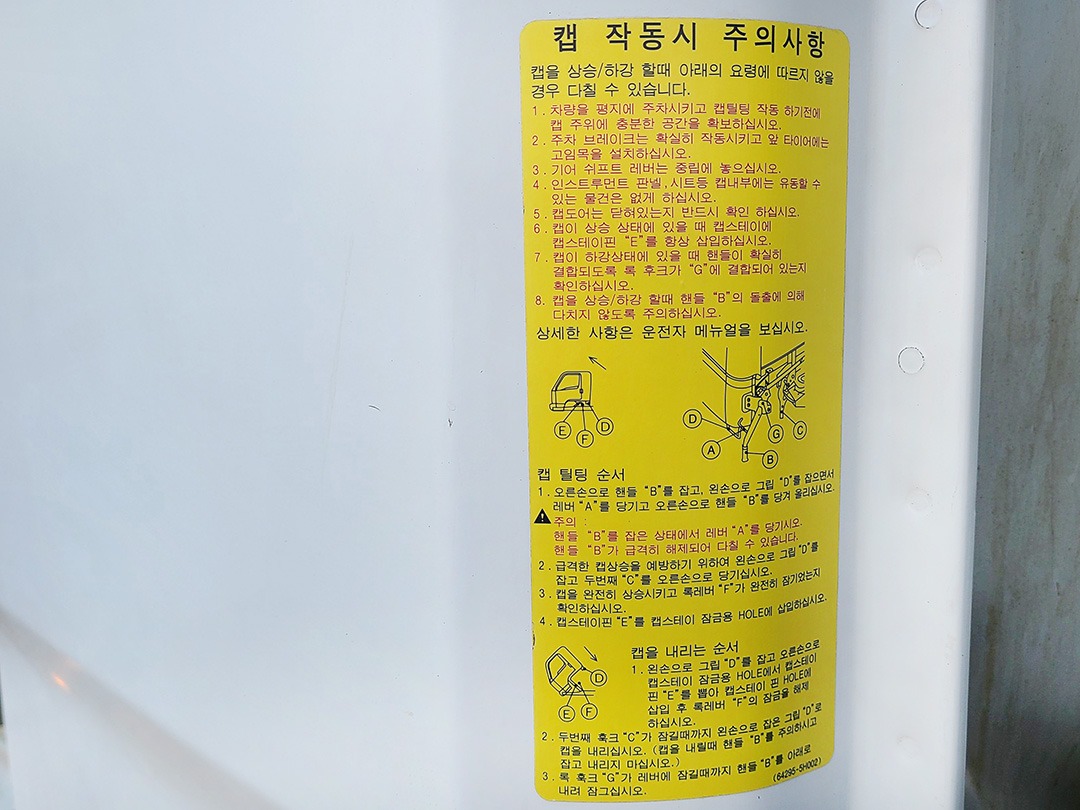 캡 작동시 주의사항
캡을 상승/하강 할때 아래의 요령에 따르지 않을
경우 다칠 수 있습니다.
1. 차량을 평지에 주차시키고 캡틸팅 작동 하기전에
캡 주위에 충분한 공간을 확보하십시오.
2. 주차 브레이크는 확실히 작동시키고 앞 타이어에는
고임목을 설치하십시오.
3. 기어 쉬프트 레버는 중립에 놓으십시오.
4. 인스트루먼트 판넬,시트등 캡내부에는 유동할 수
있는 물건은 없게 하십시오.
5. 캡도어는 닫혀있는지 반드시 확인 하십시오.
6. 캡이 상승 상태에 있을 때 캡스테이에
캡스테이핀 "E"를 항상 삽입하십시오.
7. 캡이 하강상태에 있을 때 핸들이 확실히
결합되도록 록 후크가 "G"에 결합되어 있는지
확인하십시오.
8. 캡을 상승/하강 할때 핸들 "B"의 돌출에 의해
다치지 않도록 주의하십시오.
상세한 사항은 운전자 메뉴얼을 보십시오.
E F D
D A B G C
캡 틸팅 순서
1. 오른손으로 핸들 "B"를 잡고, 왼손으로 그립 "D"를 잡으면서
레버 "A"를 당기고 오른손으로 핸들 "B"를 당겨 올리십시오.
주의 :
핸들 "B"를 잡은 상태에서 레버 "A"를 당기시오.
핸들 "B"가 급격히 해제되어 다칠 수 있습니다.
2. 급격한 캡상승을 예방하기 위하여 왼손으로 그립 "D"를
잡고 두번째 "C"를 오른손으로 당기십시오.
3. 캡을 완전히 상승시키고 록레버 "F"가 완전히 잠기었는지
확인하십시오.
4. 캡스테이핀 "E"를 캡스테이 잠금용 HOLE에 삽입하십시오.
D E F
캡을 내리는 순서
1. 왼손으로 그립 "D"를 잡고 오른손으로
캡스테이 잠금용 HOLE에서 캡스테이
핀 "E"를 뽑아 캡스테이 핀 HOLE에
삽입 후 록레버 "F"의 잠금을 해제
하십시오.
2. 두번째 훅크 "C"가 잠길때까지 왼손으로 잡은 그립 "D"로
캡을 내리십시오. (캡을 내릴때 핸들 "B"를 주의하시고
잡고 내리지 마십시오.)
3. 록 훅크 "G"가 레버에 잠길때까지 핸들 "B"를 아래로
내려 잠그십시오.
(64295-5H002)